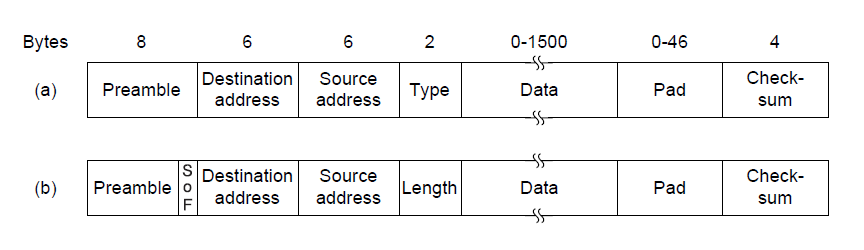 Bytes 8 6 6 2 0-1500 0-46 4
(a) Preamble Destination address Source address Type Data Pad Check-sum
(b) Preamble SoF Destination address Source address Length Data Pad Check-sum